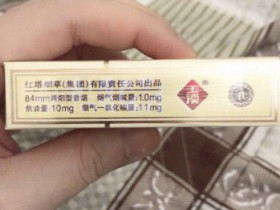 红塔烟草(集团)有限责任公司出品
84mm烤烟型香烟 烟气烟碱量:1.0mg
焦油量:10mg 烟气一氧化碳量:11mg
玉溪